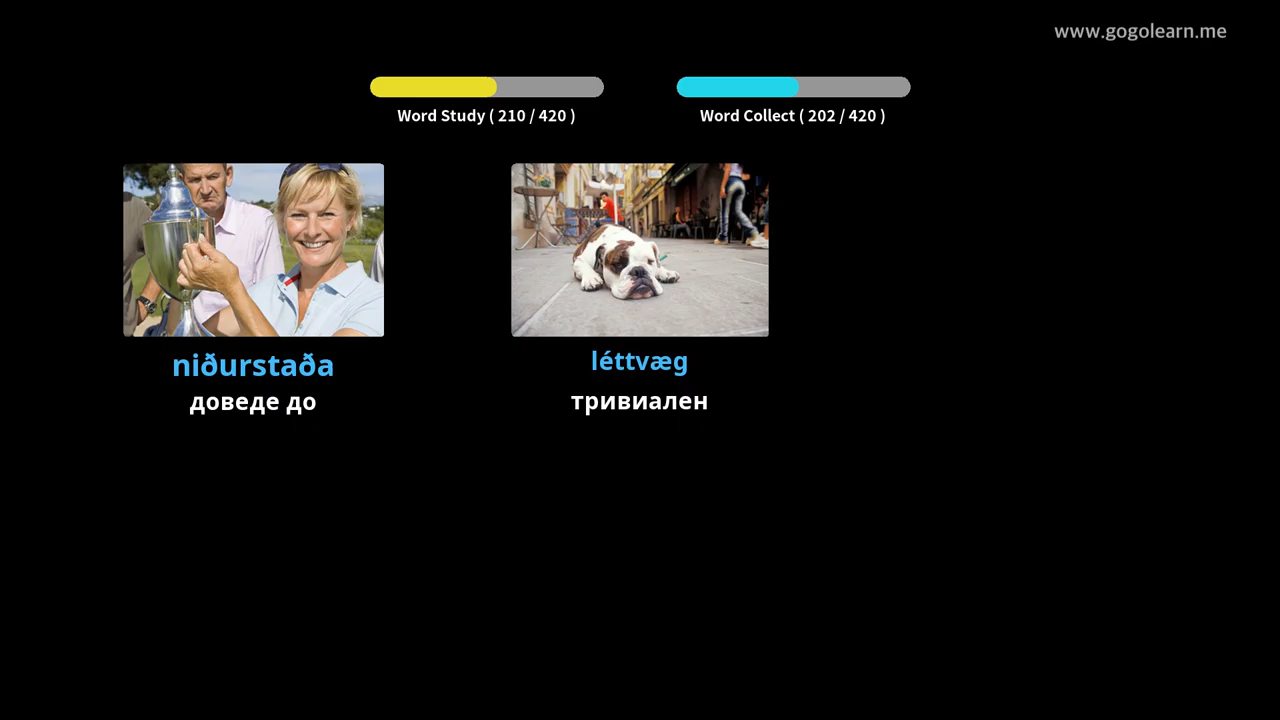 www.gogolearn.me
Word Study ( 210 / 420 )
Word Collect ( 202 / 420 )
niðurstaða
доведе до
léttvæg
тривиален